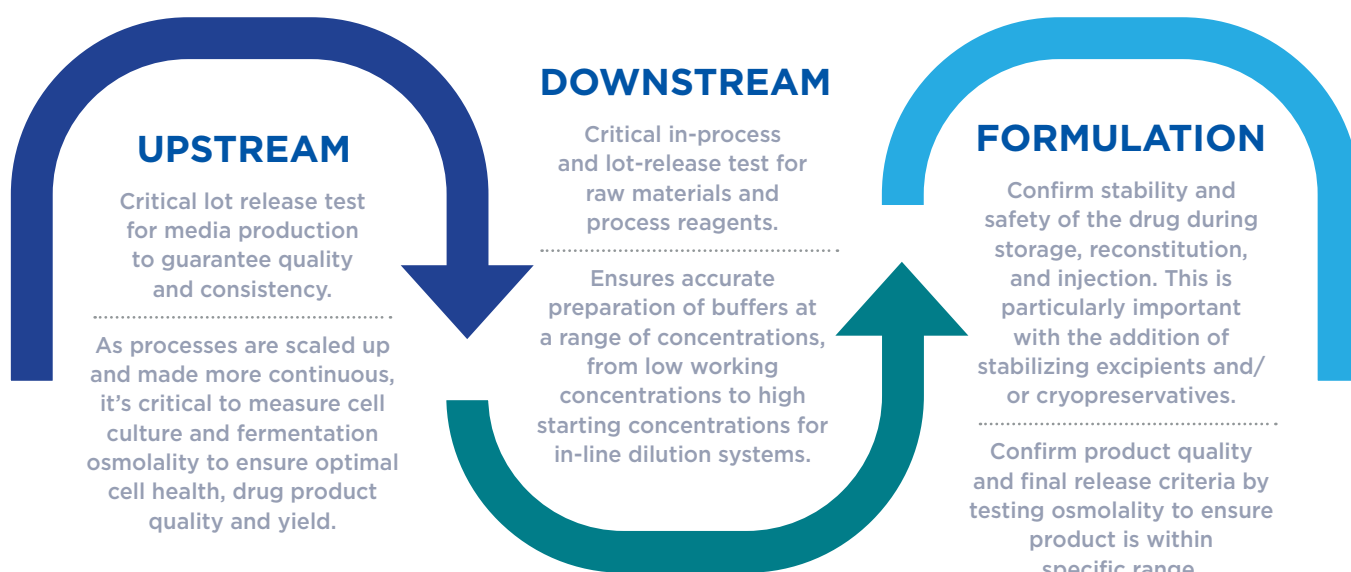 UPSTREAM
Critical lot release test
for media production
to guarantee quality
and consistency.
As processes are scaled up
and made more continuous,
it's critical to measure cell
culture and fermentation
osmolality to ensure optimal
cell health, drug product
quality and yield.
DOWNSTREAM
Critical in-process
and lot-release test for
raw materials and
process reagents.
Ensures accurate
preparation of buffers at
a range of concentrations,
from low working
concentrations to high
starting concentrations for
in-line dilution systems.
FORMULATION
Confirm stability and
safety of the drug during
storage, reconstitution,
and injection. This is
particularly important
with the addition of
stabilizing excipients and/
or cryopreservatives.
Confirm product quality
and final release criteria by
testing osmolality to ensure
product is within
specific range